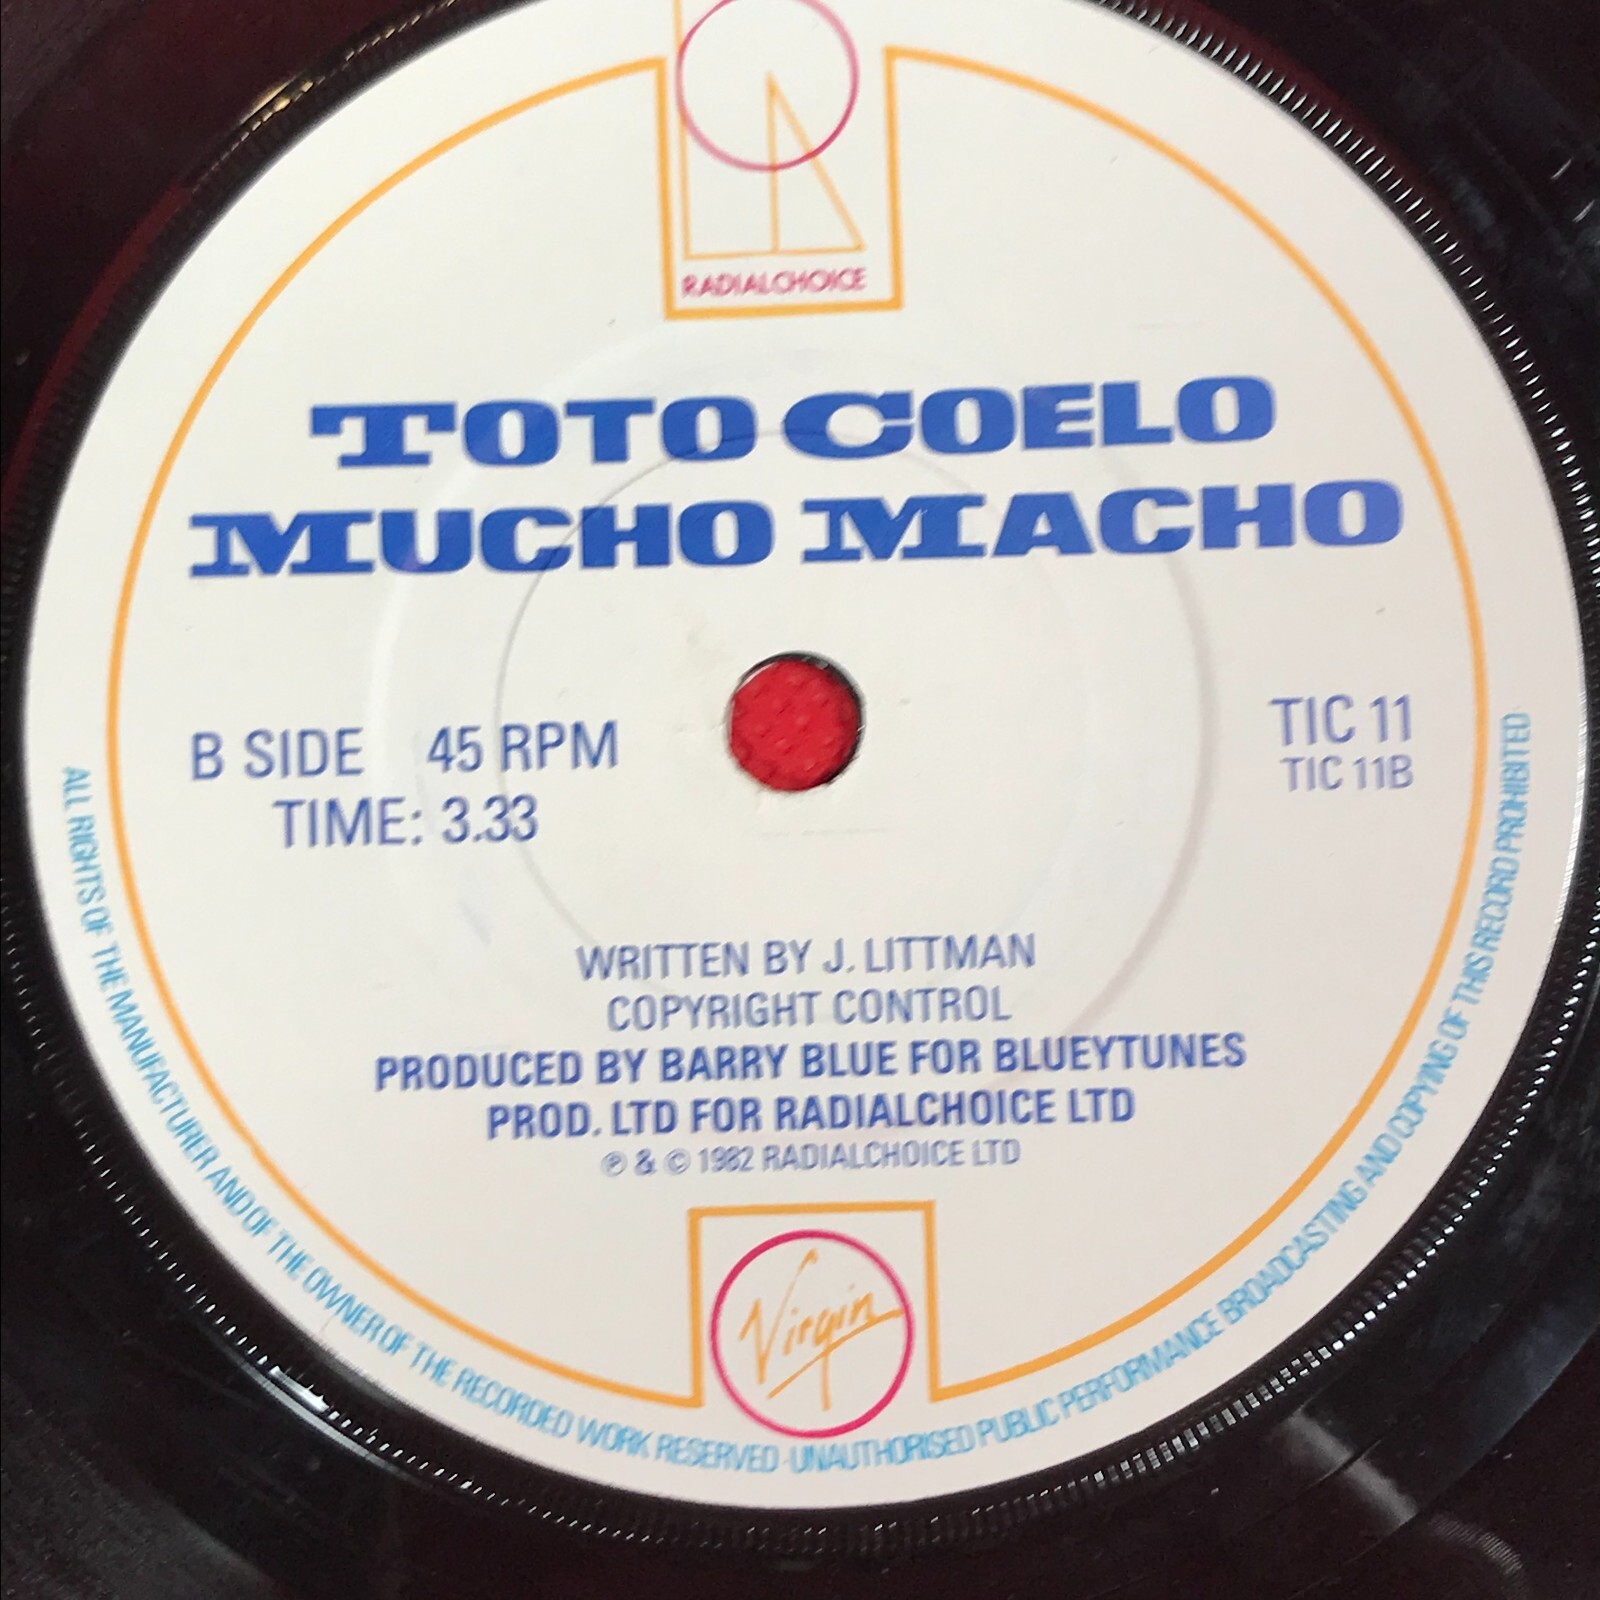 RADIALCHOICE
TOTO COELO
MUCHO MACHO
B SIDE 45 RPM
TIME: 3.33
TIC 11
TIC 11B
WRITTEN BY J. LITTMAN
COPYRIGHT CONTROL
PRODUCED BY BARRY BLUE FOR BLUEYTUNES
PROD. LTD FOR RADIALCHOICE LTD
℗ & © 1982 RADIALCHOICE LTD
Virgin
ALL RIGHTS OF THE MANUFACTURER AND OF THE OWNER OF THE RECORDED WORK RESERVED · UNAUTHORISED PUBLIC PERFORMANCE BROADCASTING AND COPYING OF THIS RECORD PROHIBITED